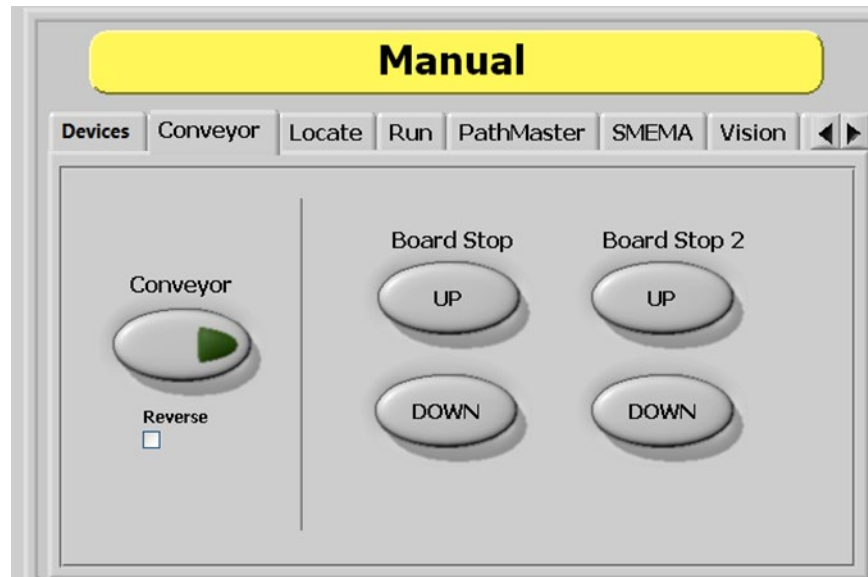 Manual
Devices Conveyor Locate Run PathMaster SMEMA Vision
Board Stop Board Stop 2
UP UP
Conveyor
DOWN DOWN
Reverse